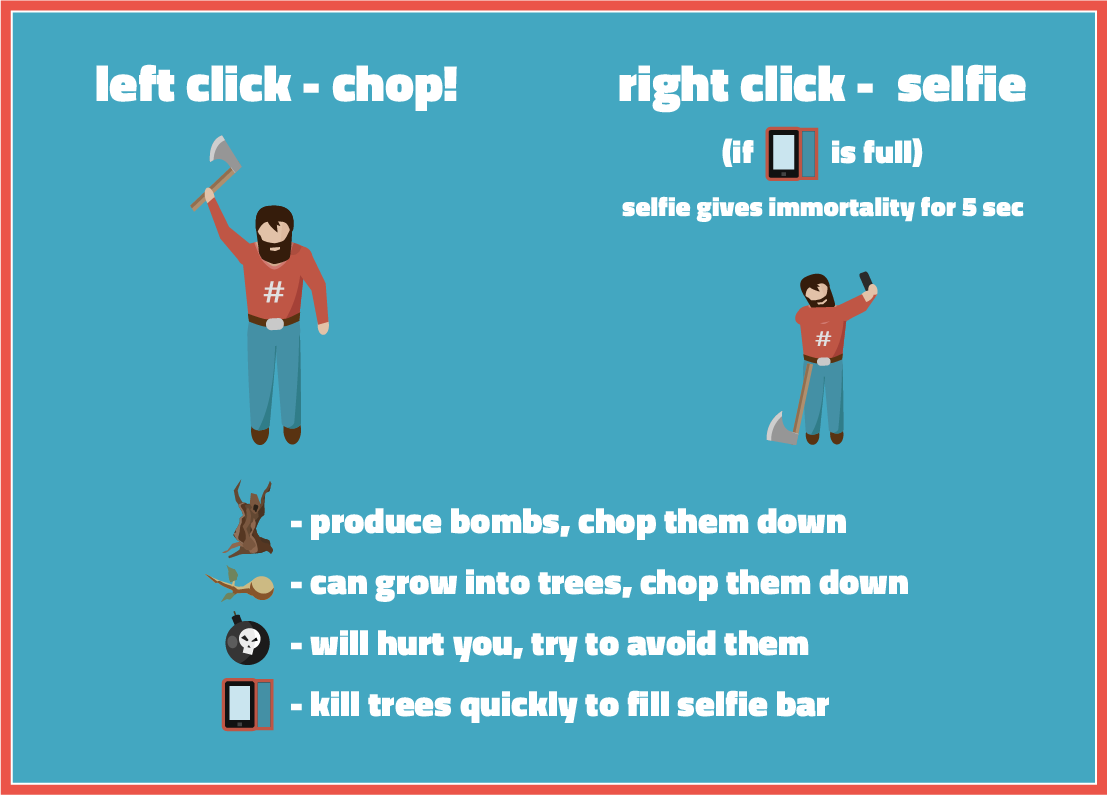 left click - chop!
right click - selfie
(if is full)
selfie gives immortality for 5 sec
#
#
- produce bombs, chop them down
- can grow into trees, chop them down
- will hurt you, try to avoid them
- kill trees quickly to fill selfie bar